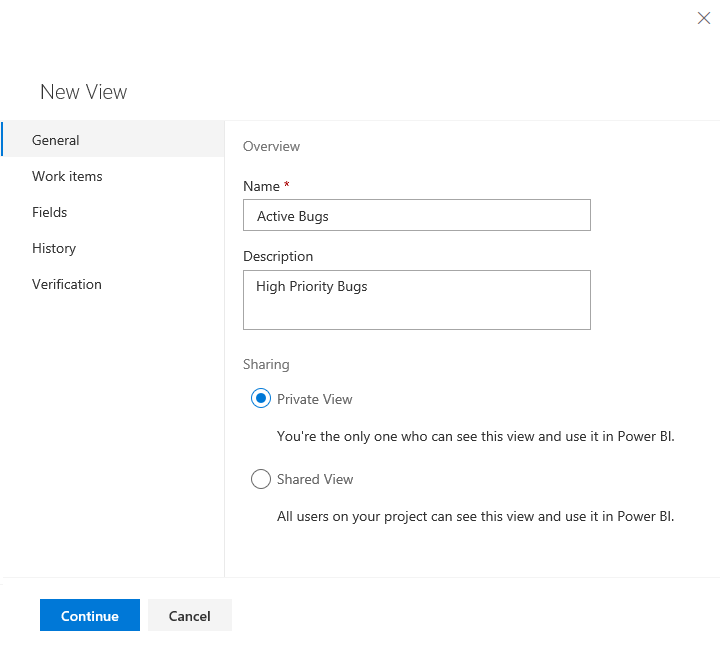 New View
General
Work items
Fields
History
Verification
Overview
Name *
Active Bugs
Description
High Priority Bugs
Sharing
Private View
You're the only one who can see this view and use it in Power BI.
Shared View
All users on your project can see this view and use it in Power BI.
Continue
Cancel